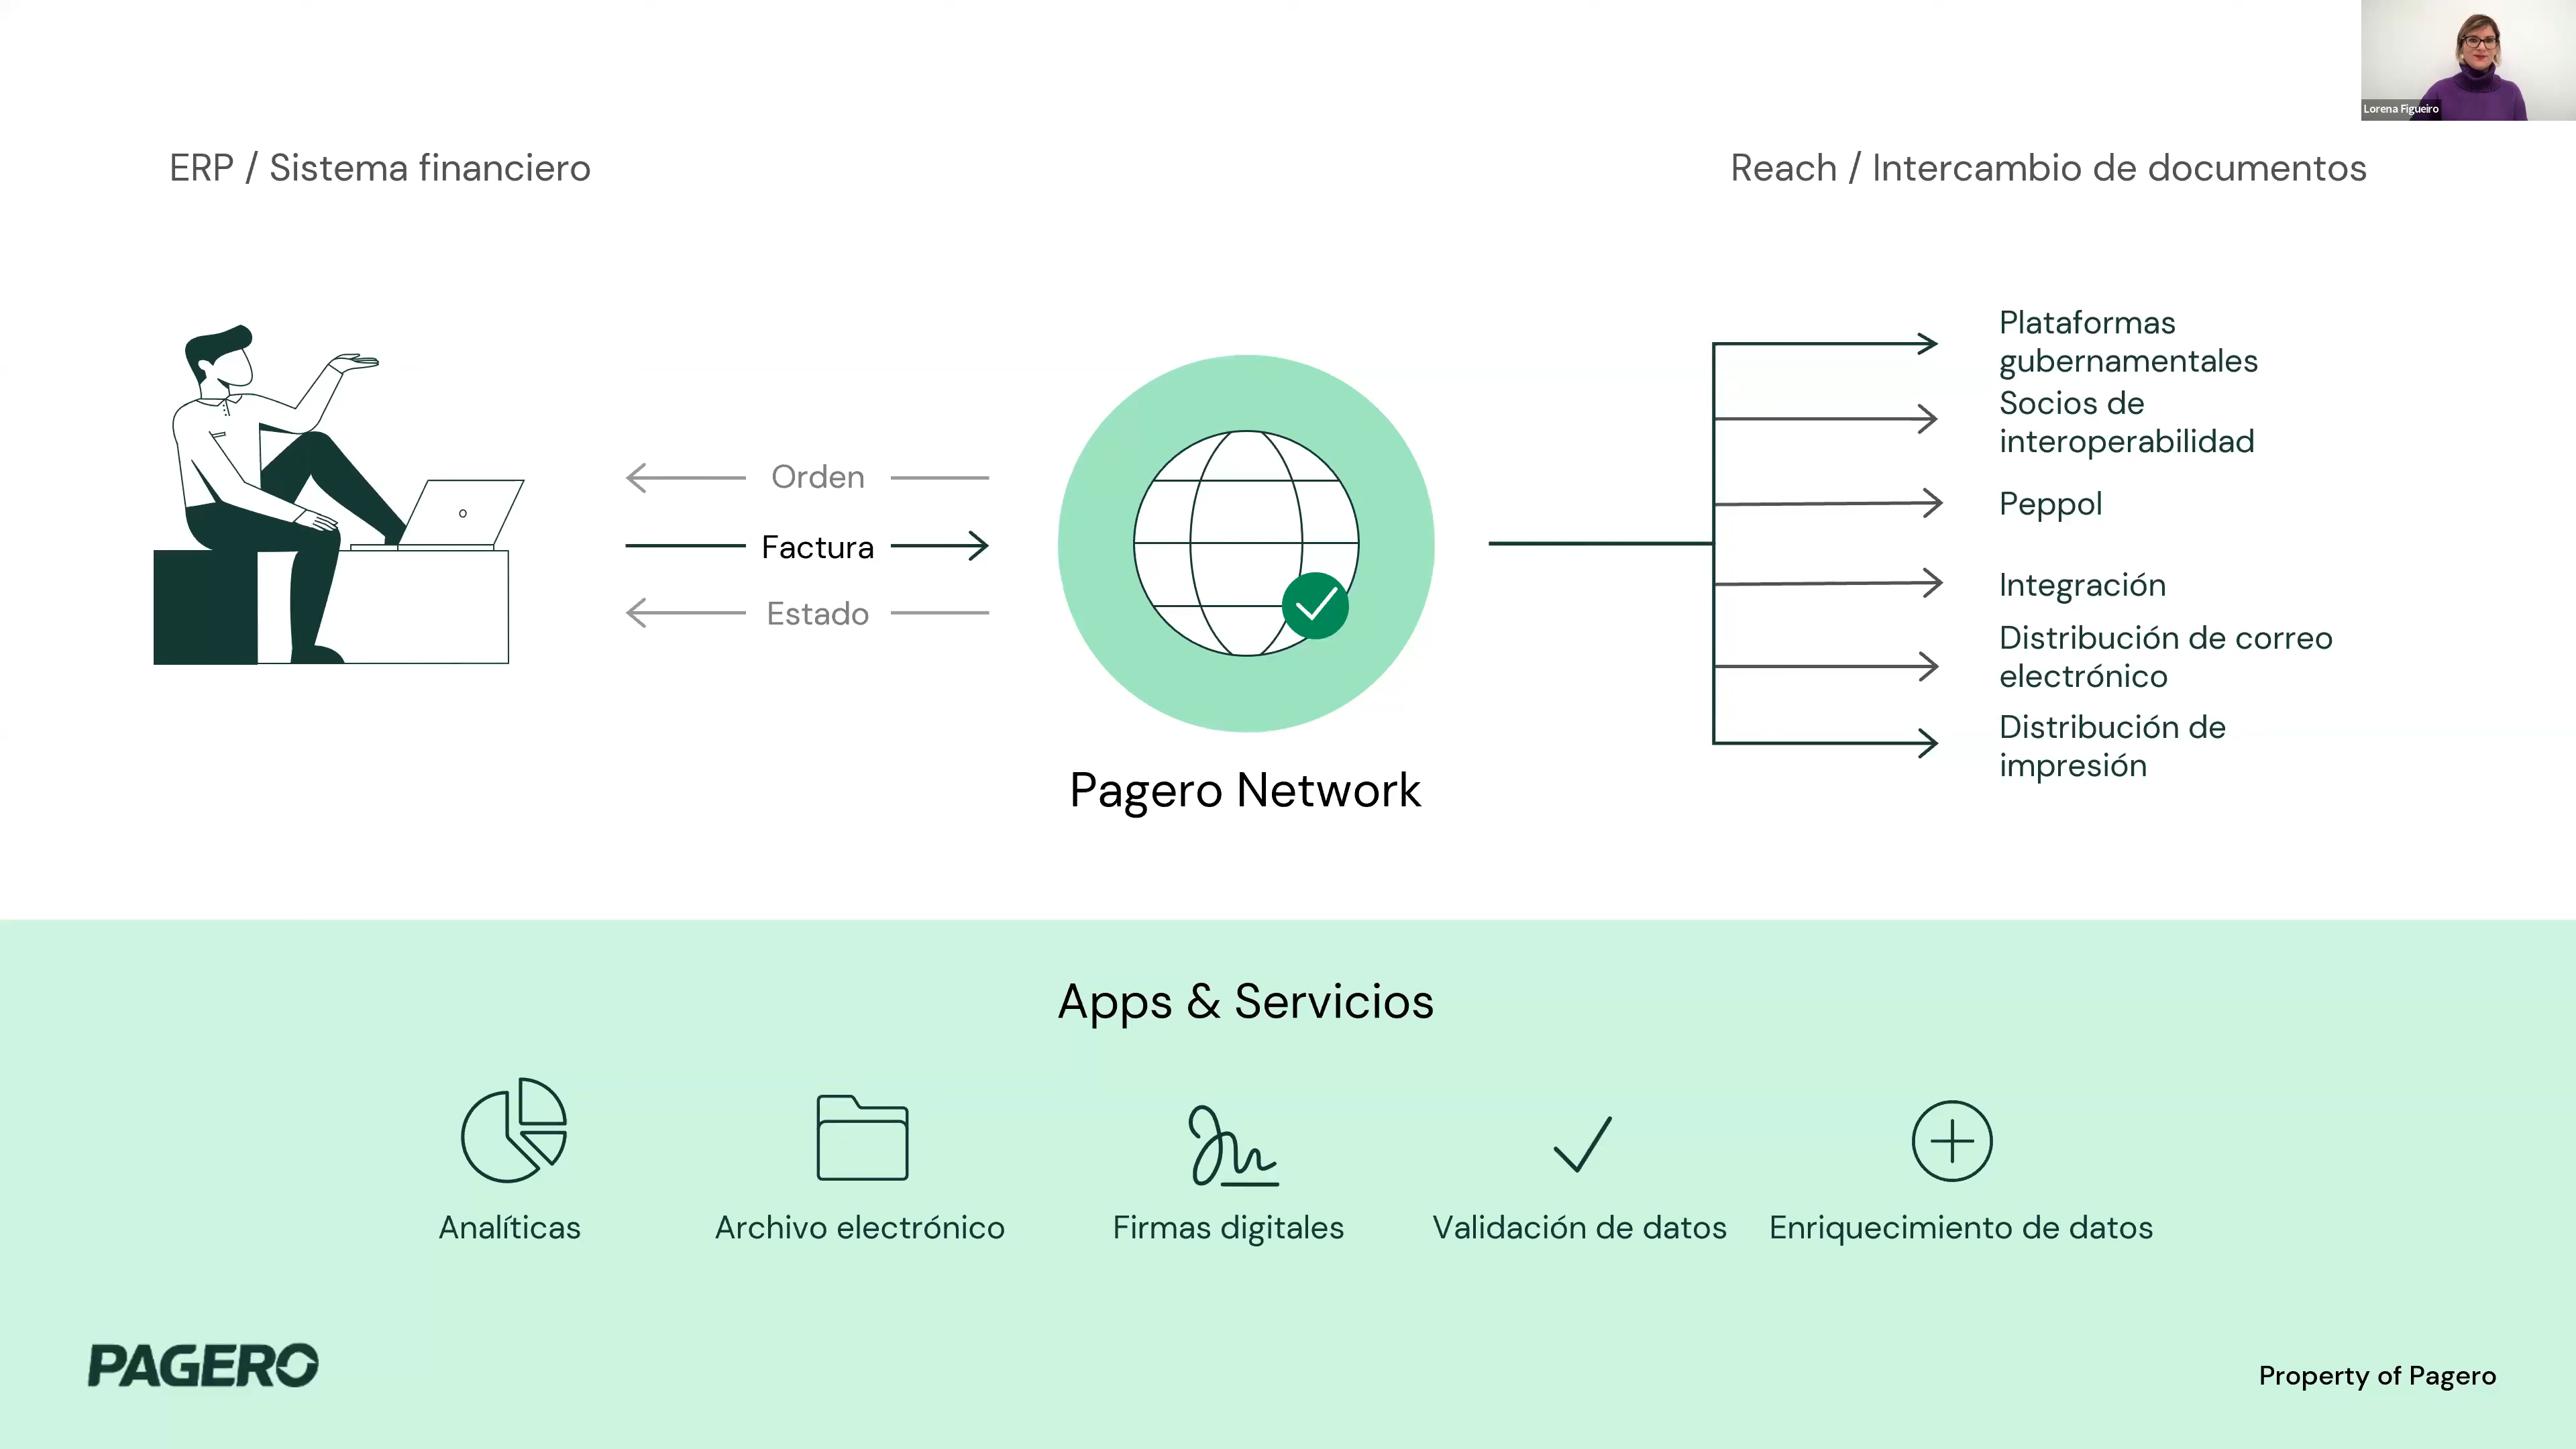 Lorena Figueiro
ERP / Sistema financiero
Reach / Intercambio de documentos
Orden
Factura
Estado
Pagero Network
Plataformas
gubernamentales
Socios de
interoperabilidad
Peppol
Integración
Distribución de correo
electrónico
Distribución de
impresión
Apps & Servicios
Analíticas
Archivo electrónico
Firmas digitales
Validación de datos
Enriquecimiento de datos
PAGERO
Property of Pagero